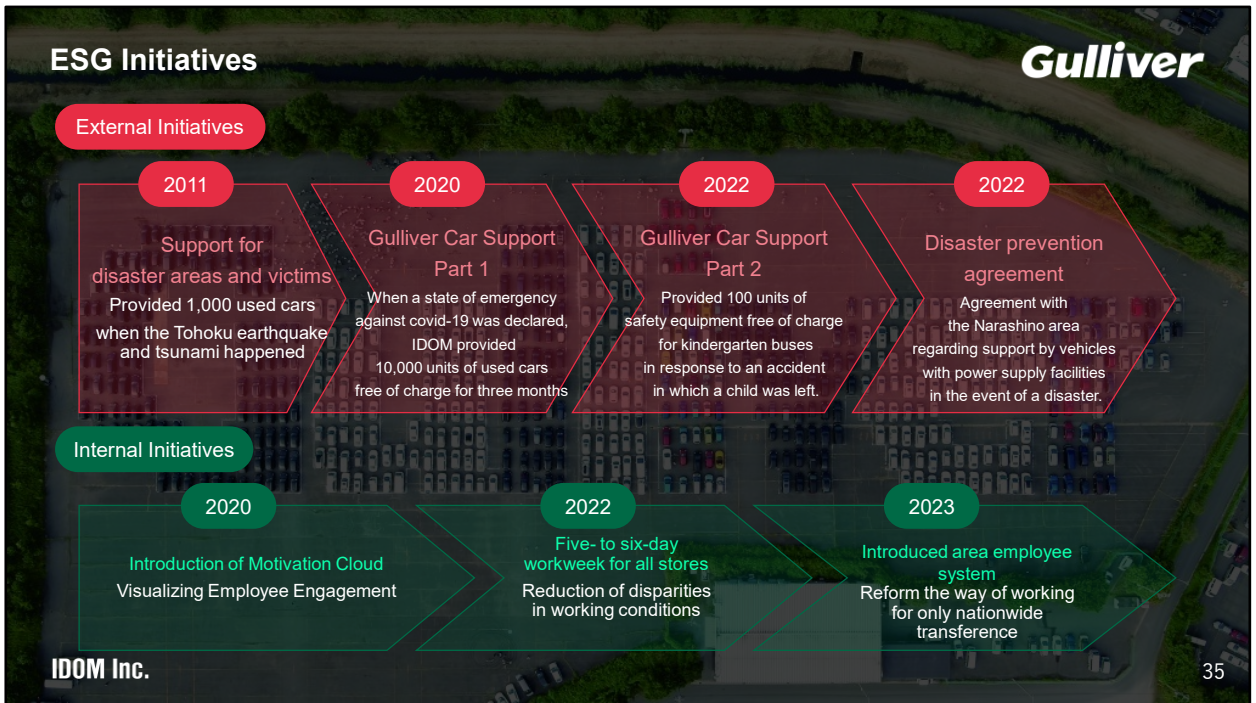 ESG Initiatives
Gulliver
External Initiatives
2011
Support for
disaster areas and victims
Provided 1,000 used cars
when the Tohoku earthquake
and tsunami happened
2020
Gulliver Car Support
Part 1
When a state of emergency
against covid-19 was declared,
IDOM provided
10,000 units of used cars
free of charge for three months
2022
Gulliver Car Support
Part 2
Provided 100 units of
safety equipment free of charge
for kindergarten buses
in response to an accident
in which a child was left.
2022
Disaster prevention
agreement
Agreement with
the Narashino area
regarding support by vehicles
with power supply facilities
in the event of a disaster.
Internal Initiatives
2020
Introduction of Motivation Cloud
Visualizing Employee Engagement
2022
Five- to six-day
workweek for all stores
Reduction of disparities
in working conditions
2023
Introduced area employee
system
Reform the way of working
for only nationwide
transference
IDOM Inc.
35